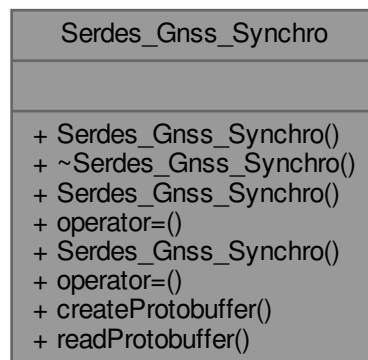 Serdes_Gnss_Synchro
+ Serdes_Gnss_Synchro()
+ ~Serdes_Gnss_Synchro()
+ Serdes_Gnss_Synchro()
+ operator=()
+ Serdes_Gnss_Synchro()
+ operator=()
+ createProtobuffer()
+ readProtobuffer()